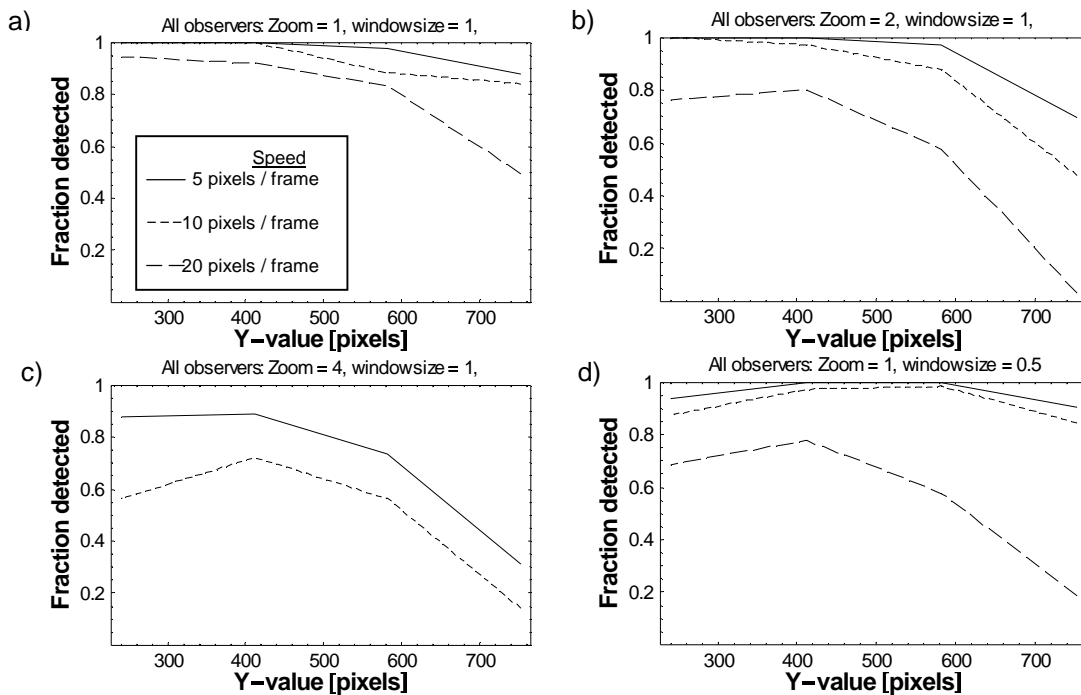 a)
All observers: Zoom = 1, windowsize = 1,
1
0.8
0.6
0.4
0.2
Fraction detected
Speed
5 pixels / frame
10 pixels / frame
20 pixels / frame
300 400 500 600 700
Y−value [pixels]
b)
All observers: Zoom = 2, windowsize = 1,
1
0.8
0.6
0.4
0.2
Fraction detected
300 400 500 600 700
Y−value [pixels]
c)
All observers: Zoom = 4, windowsize = 1,
1
0.8
0.6
0.4
0.2
Fraction detected
300 400 500 600 700
Y−value [pixels]
d)
All observers: Zoom = 1, windowsize = 0.5
1
0.8
0.6
0.4
0.2
Fraction detected
300 400 500 600 700
Y−value [pixels]